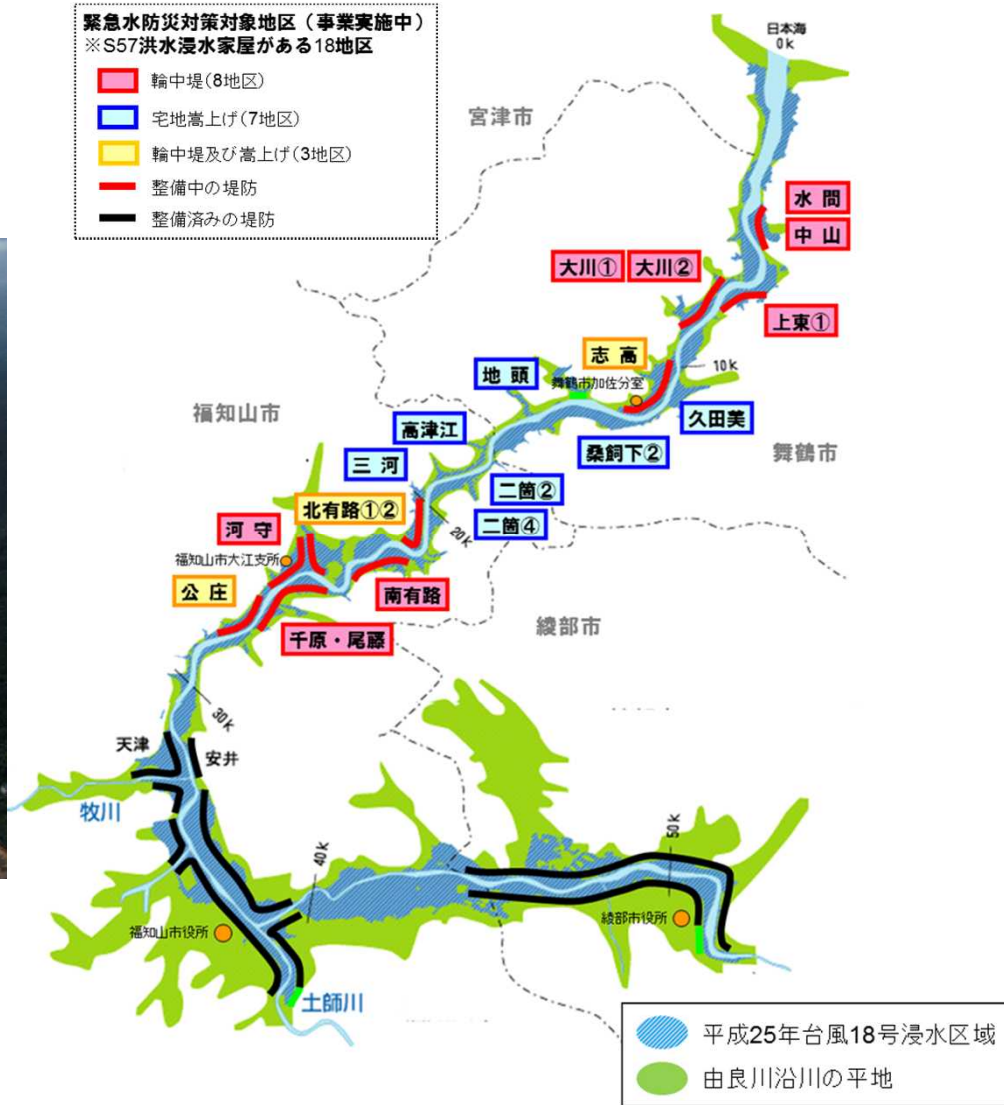 緊急水防災対策対象地区（事業実施中）
※S57洪水浸水家屋がある18地区
輪中堤(8地区)
宅地嵩上げ(7地区)
輪中堤及び嵩上げ(3地区)
整備中の堤防
整備済みの堤防
日本海
0k
宮津市
水間
中山
大川①
大川②
上東①
志高
10k
地頭
舞鶴市加佐分室
福知山市
久田美
高津江
桑飼下②
舞鶴市
三河
二箇②
北有路①②
二箇④
20k
河守
福知山市大江支所
公庄
南有路
綾部市
千原・尾藤
30k
天津
安井
牧川
40k
50k
綾部市役所
福知山市役所
土師川
平成25年台風18号浸水区域
由良川沿川の平地